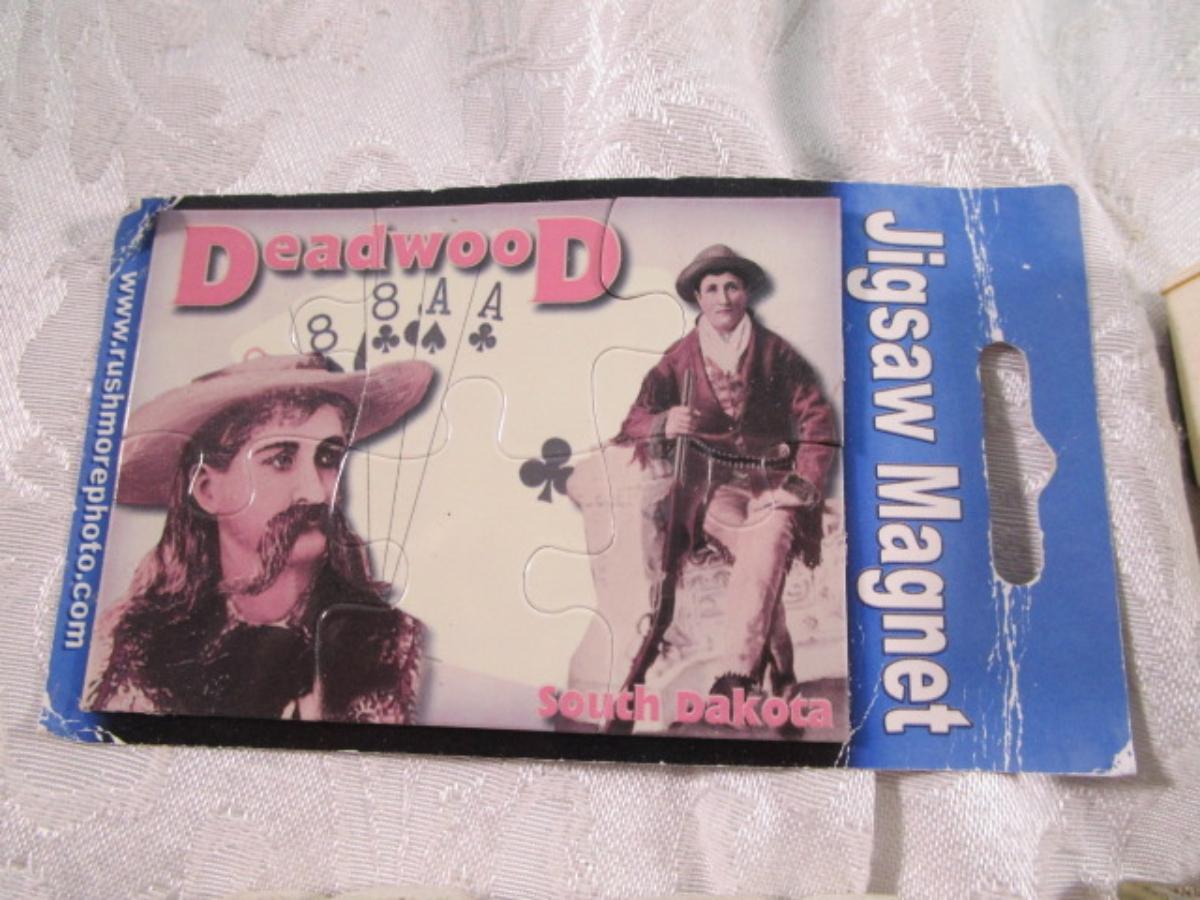 DeadwooD
8 8 A A
South Dakota
Jigsaw Magnet
www.rushmorephoto.com